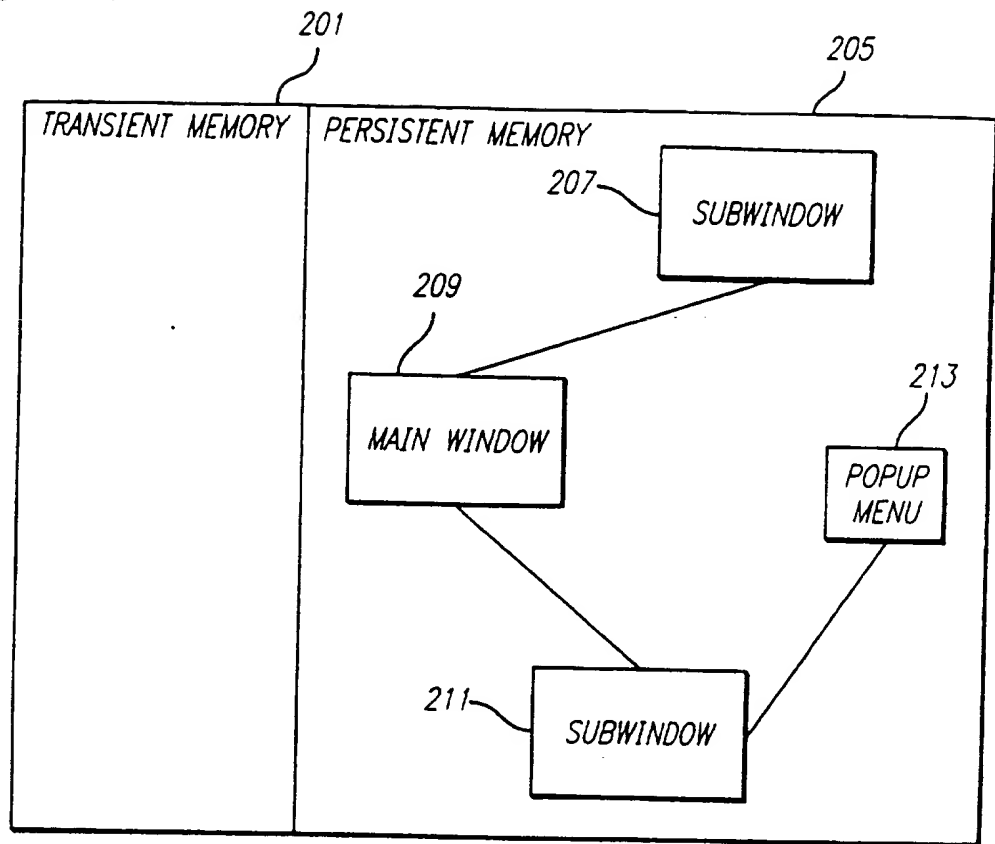 201
205
TRANSIENT MEMORY
PERSISTENT MEMORY
207
SUBWINDOW
209
MAIN WINDOW
213
POPUP
MENU
211
SUBWINDOW